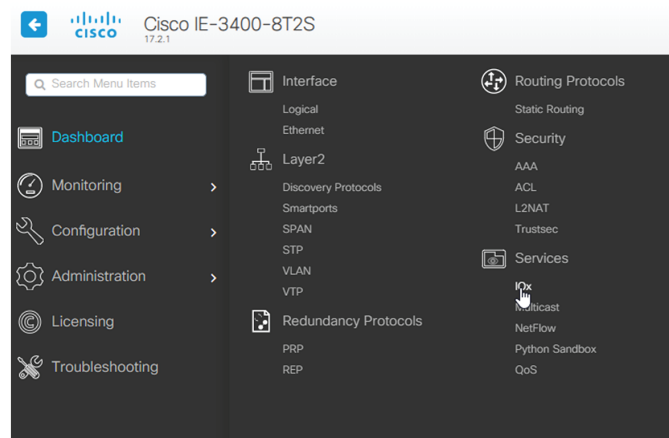 CISCO
Cisco IE-3400-8T2S
17.2.1
Search Menu Items
Dashboard
Monitoring
Configuration
Administration
Licensing
Troubleshooting
Interface
Logical
Ethernet
Layer2
Discovery Protocols
Smartports
SPAN
STP
VLAN
VTP
Redundancy Protocols
PRP
REP
Routing Protocols
Static Routing
Security
AAA
ACL
L2NAT
Trustsec
Services
IOx
Multicast
NetFlow
Python Sandbox
QoS